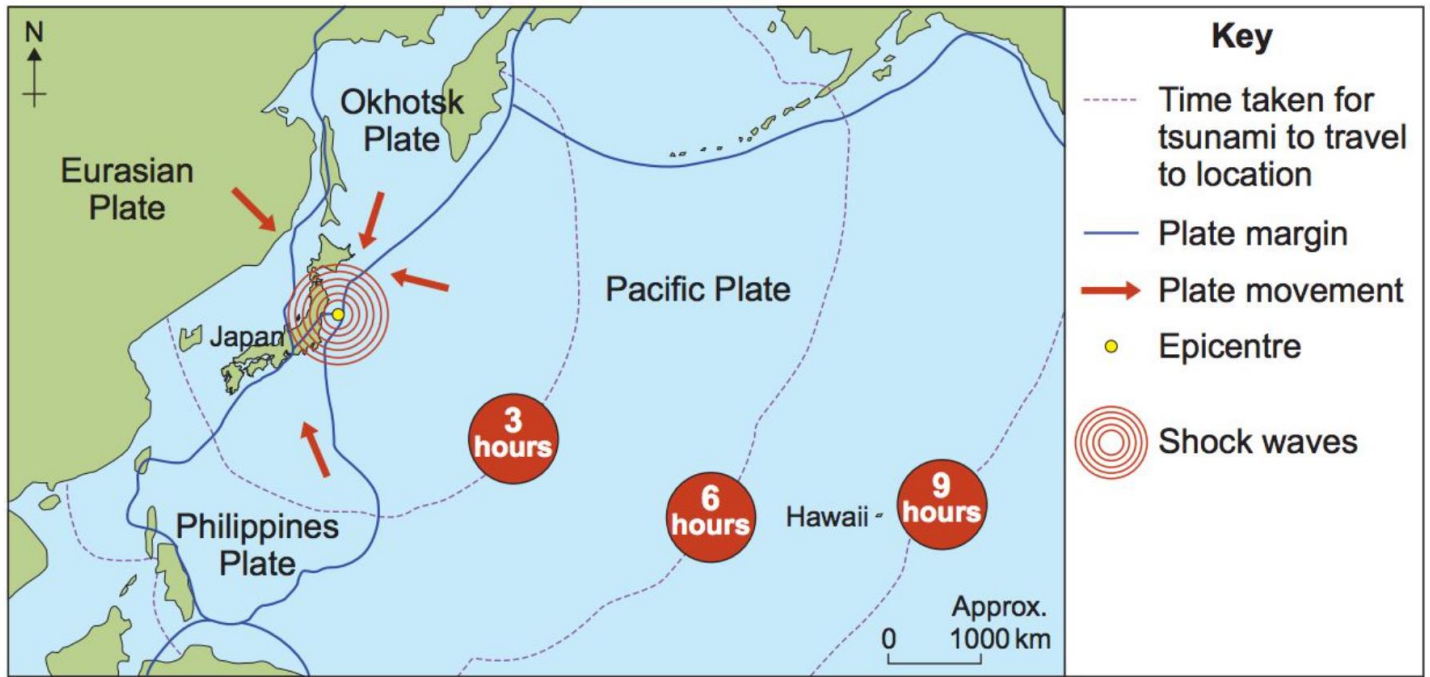 N
Okhotsk
Plate
Eurasian
Plate
Pacific Plate
Japan
3
hours
6
hours
Hawaii
9
hours
Philippines
Plate
Approx.
0 1000 km
Key
Time taken for
tsunami to travel
to location
Plate margin
Plate movement
Epicentre
Shock waves